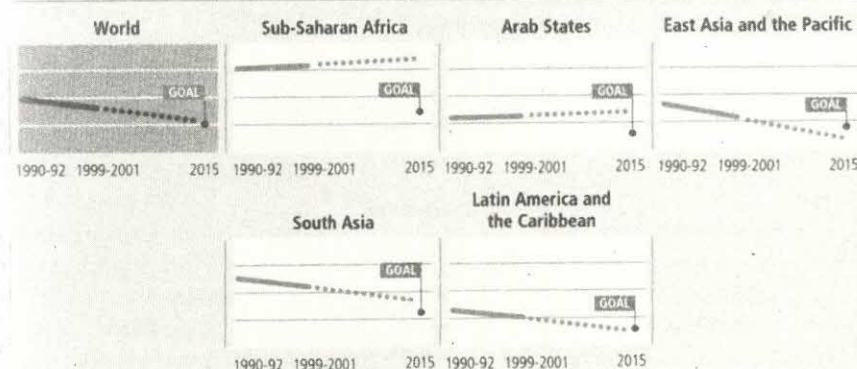 World
Sub-Saharan Africa
Arab States
East Asia and the Pacific
GOAL
GOAL
GOAL
GOAL
1990-92 1999-2001 2015
1990-92 1999-2001 2015
1990-92 1999-2001 2015
1990-92 1999-2001 2015
South Asia
Latin America and
the Caribbean
GOAL
GOAL
1990-92 1999-2001 2015
1990-92 1999-2001 2015